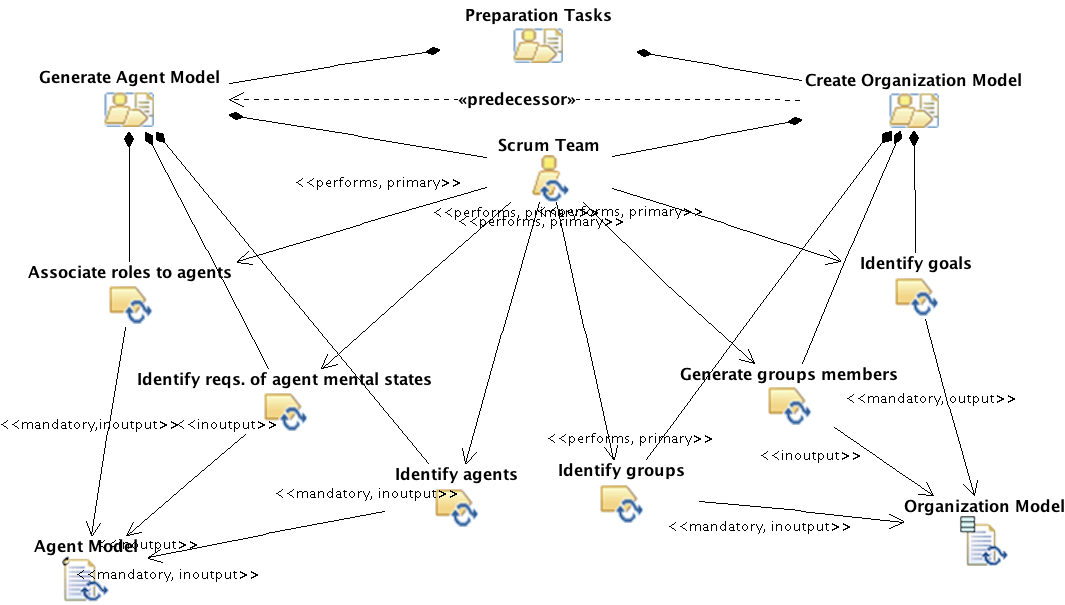 Preparation Tasks
Generate Agent Model
Create Organization Model
«predecessor»
Scrum Team
<<performs, primary>>
<<performs, primary>>
<<performs, primary>>
<<performs, primary>>
Associate roles to agents
Identify goals
Identify reqs. of agent mental states
Generate groups members
<<mandatory, output>>
<<mandatory,inoutput>>
<<inoutput>>
<<performs, primary>>
<<inoutput>>
Identify agents
Identify groups
<<mandatory, inoutput>>
Organization Model
<<mandatory, inoutput>>
Agent Model
<<inoutput>>
<<mandatory, inoutput>>